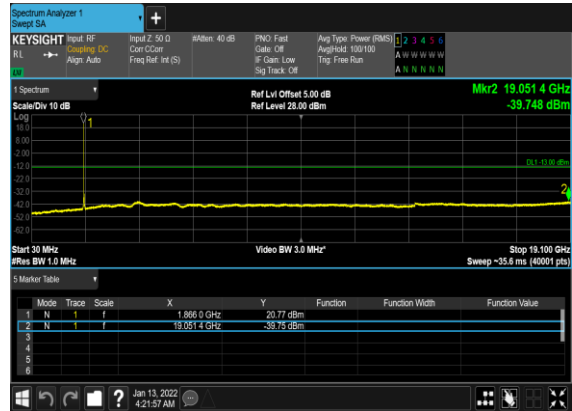 Spectrum Analyzer 1
Swept SA
+
KEYSIGHT Input: RF Input Z: 50 Ω #Atten: 40 dB PNO: Fast Avg Type: Power (RMS) 1 2 3 4 5 6
RL Coupling: DC Corr CCorr Gate: Off Avg|Hold: 100/100 A W W W W W
Align: Auto Freq Ref: Int (S) IF Gain: Low Trig: Free Run A N N N N N
Sig Track: Off
1 Spectrum Ref Lvl Offset 5.00 dB Mkr2 19.051 4 GHz
Scale/Div 10 dB Ref Level 28.00 dBm -39.748 dBm
Log
18.0
8.00
-2.00
-12.0
-22.0
-32.0
-42.0
-52.0
-62.0
1
DL1 -13.00 dBm
2
Start 30 MHz Video BW 3.0 MHz* Stop 19.100 GHz
#Res BW 1.0 MHz Sweep ~35.6 ms (40001 pts)
5 Marker Table
Mode Trace Scale X Y Function Function Width Function Value
1 N 1 f 1.866 0 GHz 20.77 dBm
2 N 1 f 19.051 4 GHz -39.75 dBm
3
4
5
6
? Jan 13, 2022
4:21:57 AM